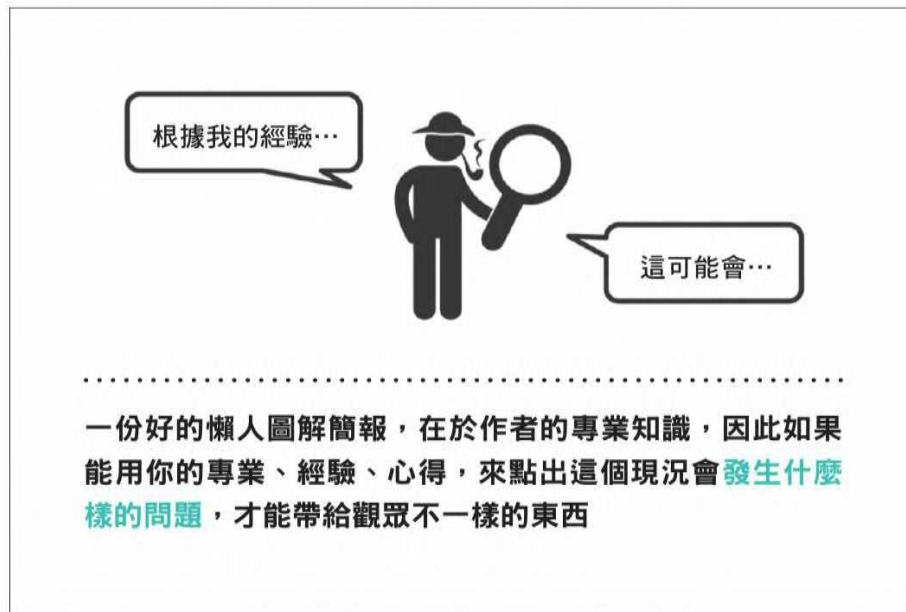 根據我的經驗⋯
這可能會⋯
一份好的懶人圖解簡報，在於作者的專業知識，因此如果
能用你的專業、經驗、心得，來點出這個現況會發生什麼
樣的問題，才能帶給觀眾不一樣的東西